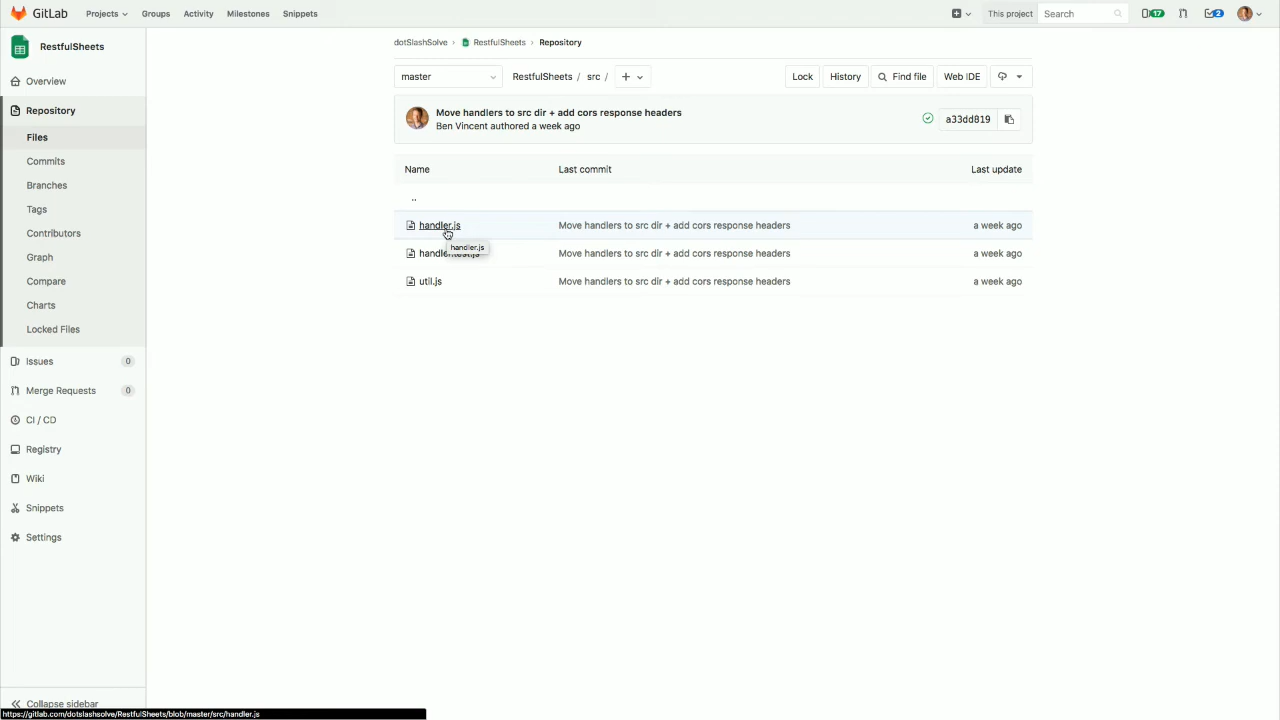 GitLab Projects Groups Activity Milestones Snippets This project Search 17 2
RestfulSheets
Overview
Repository
Files
Commits
Branches
Tags
Contributors
Graph
Compare
Charts
Locked Files
Issues 0
Merge Requests 0
CI / CD
Registry
Wiki
Snippets
Settings
Collapse sidebar
dotSlashSolve › RestfulSheets › Repository
master RestfulSheets / src / + Lock History Find file Web IDE
Move handlers to src dir + add cors response headers
Ben Vincent authored a week ago
a33dd819
Name Last commit Last update
..
handler.js Move handlers to src dir + add cors response headers a week ago
handler.js
handler.test.js Move handlers to src dir + add cors response headers a week ago
util.js Move handlers to src dir + add cors response headers a week ago
https://gitlab.com/dotslashsolve/RestfulSheets/blob/master/src/handler.js